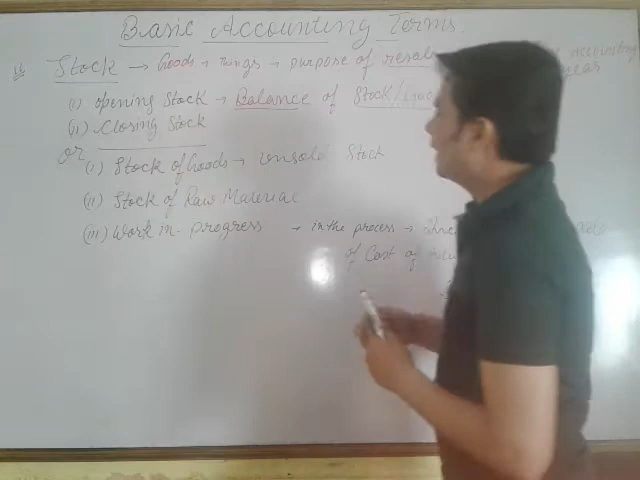 Basic Accounting Terms.
Stock → Goods → Things → purpose of resale accounting
year
(i) opening Stock → Balance of Stock/
(ii) Closing Stock
or (i) Stock of Goods → unsold Stock
(ii) Stock of Raw Material
(iii) Work in progress → in the process →
of Cost of